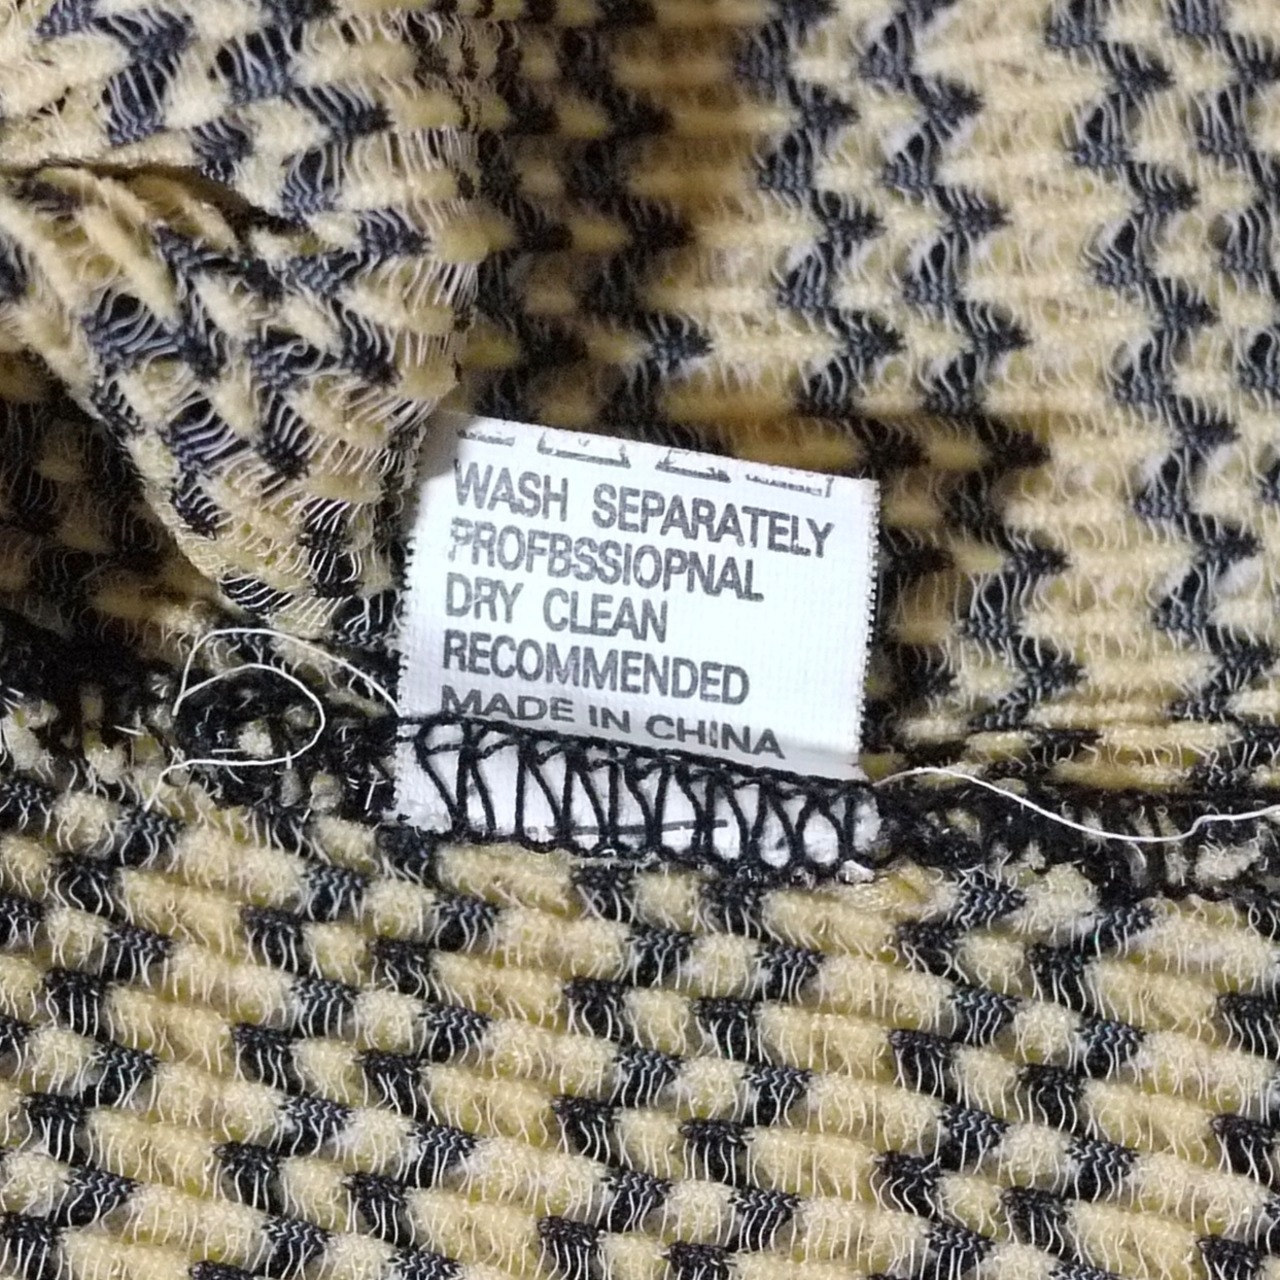 WASH SEPARATELY
PROFBSSIOPNAL
DRY CLEAN
RECOMMENDED
MADE IN CHINA